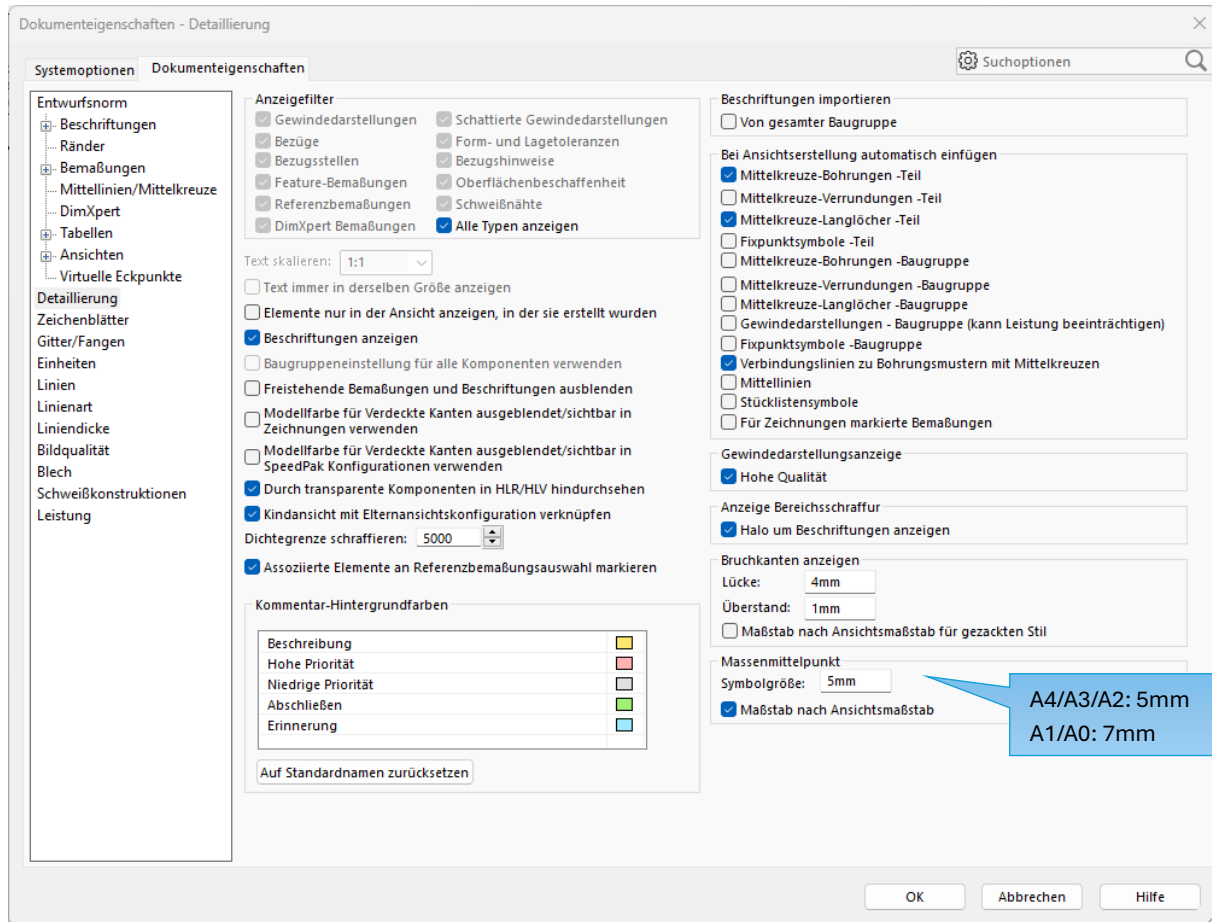 Dokumenteigenschaften - Detaillierung
Suchoptionen
Systemoptionen
Dokumenteigenschaften
Entwurfsnorm
Beschriftungen
Ränder
Bemaßungen
Mittellinien/Mittelkreuze
DimXpert
Tabellen
Ansichten
Virtuelle Eckpunkte
Detaillierung
Zeichenblätter
Gitter/Fangen
Einheiten
Linien
Linienart
Liniendicke
Bildqualität
Blech
Schweißkonstruktionen
Leistung
Anzeigefilter
Gewindedarstellungen
Schattierte Gewindedarstellungen
Bezüge
Form- und Lagetoleranzen
Bezugsstellen
Bezugshinweise
Feature-Bemaßungen
Oberflächenbeschaffenheit
Referenzbemaßungen
Schweißnähte
DimXpert Bemaßungen
Alle Typen anzeigen
Text skalieren: 1:1
Text immer in derselben Größe anzeigen
Elemente nur in der Ansicht anzeigen, in der sie erstellt wurden
Beschriftungen anzeigen
Baugruppeneinstellung für alle Komponenten verwenden
Freistehende Bemaßungen und Beschriftungen ausblenden
Modellfarbe für Verdeckte Kanten ausgeblendet/sichtbar in
Zeichnungen verwenden
Modellfarbe für Verdeckte Kanten ausgeblendet/sichtbar in
SpeedPak Konfigurationen verwenden
Durch transparente Komponenten in HLR/HLV hindurchsehen
Kindansicht mit Elternansichtskonfiguration verknüpfen
Dichtegrenze schraffieren: 5000
Assoziierte Elemente an Referenzbemaßungsauswahl markieren
Kommentar-Hintergrundfarben
Beschreibung
Hohe Priorität
Niedrige Priorität
Abschließen
Erinnerung
Auf Standardnamen zurücksetzen
Beschriftungen importieren
Von gesamter Baugruppe
Bei Ansichtserstellung automatisch einfügen
Mittelkreuze-Bohrungen -Teil
Mittelkreuze-Verrundungen -Teil
Mittelkreuze-Langlöcher -Teil
Fixpunktsymbole -Teil
Mittelkreuze-Bohrungen -Baugruppe
Mittelkreuze-Verrundungen -Baugruppe
Mittelkreuze-Langlöcher -Baugruppe
Gewindedarstellungen - Baugruppe (kann Leistung beeinträchtigen)
Fixpunktsymbole -Baugruppe
Verbindungslinien zu Bohrungsmustern mit Mittelkreuzen
Mittellinien
Stücklistensymbole
Für Zeichnungen markierte Bemaßungen
Gewindedarstellungsanzeige
Hohe Qualität
Anzeige Bereichsschraffur
Halo um Beschriftungen anzeigen
Bruchkanten anzeigen
Lücke: 4mm
Überstand: 1mm
Maßstab nach Ansichtsmaßstab für gezackten Stil
Massenmittelpunkt
Symbolgröße: 5mm
Maßstab nach Ansichtsmaßstab
A4/A3/A2: 5mm
A1/A0: 7mm
OK
Abbrechen
Hilfe